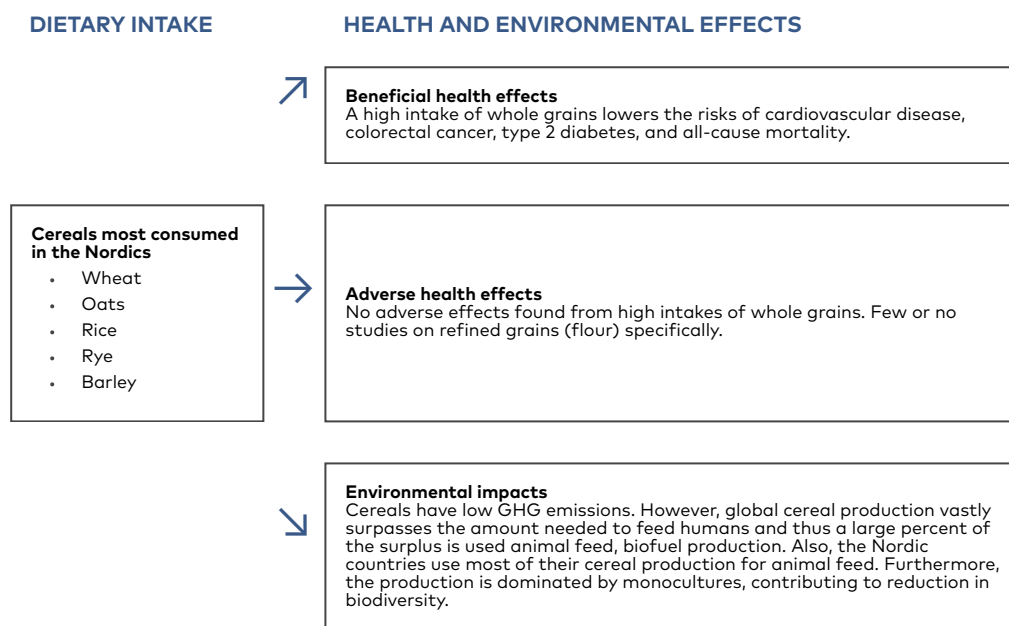 DIETARY INTAKE
HEALTH AND ENVIRONMENTAL EFFECTS
Beneficial health effects
A high intake of whole grains lowers the risks of cardiovascular disease,
colorectal cancer, type 2 diabetes, and all-cause mortality.
Cereals most consumed
in the Nordics
• Wheat
• Oats
• Rice
• Rye
• Barley
Adverse health effects
No adverse effects found from high intakes of whole grains. Few or no
studies on refined grains (flour) specifically.
Environmental impacts
Cereals have low GHG emissions. However, global cereal production vastly
surpasses the amount needed to feed humans and thus a large percent of
the surplus is used animal feed, biofuel production. Also, the Nordic
countries use most of their cereal production for animal feed. Furthermore,
the production is dominated by monocultures, contributing to reduction in
biodiversity.